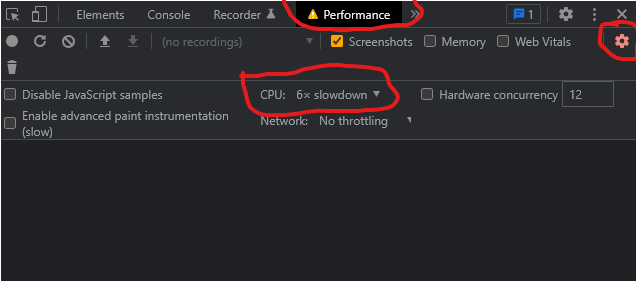 Elements Console Recorder Performance » 1
(no recordings) Screenshots Memory Web Vitals
Disable JavaScript samples CPU: 6× slowdown Hardware concurrency 12
Enable advanced paint instrumentation (slow) Network: No throttling